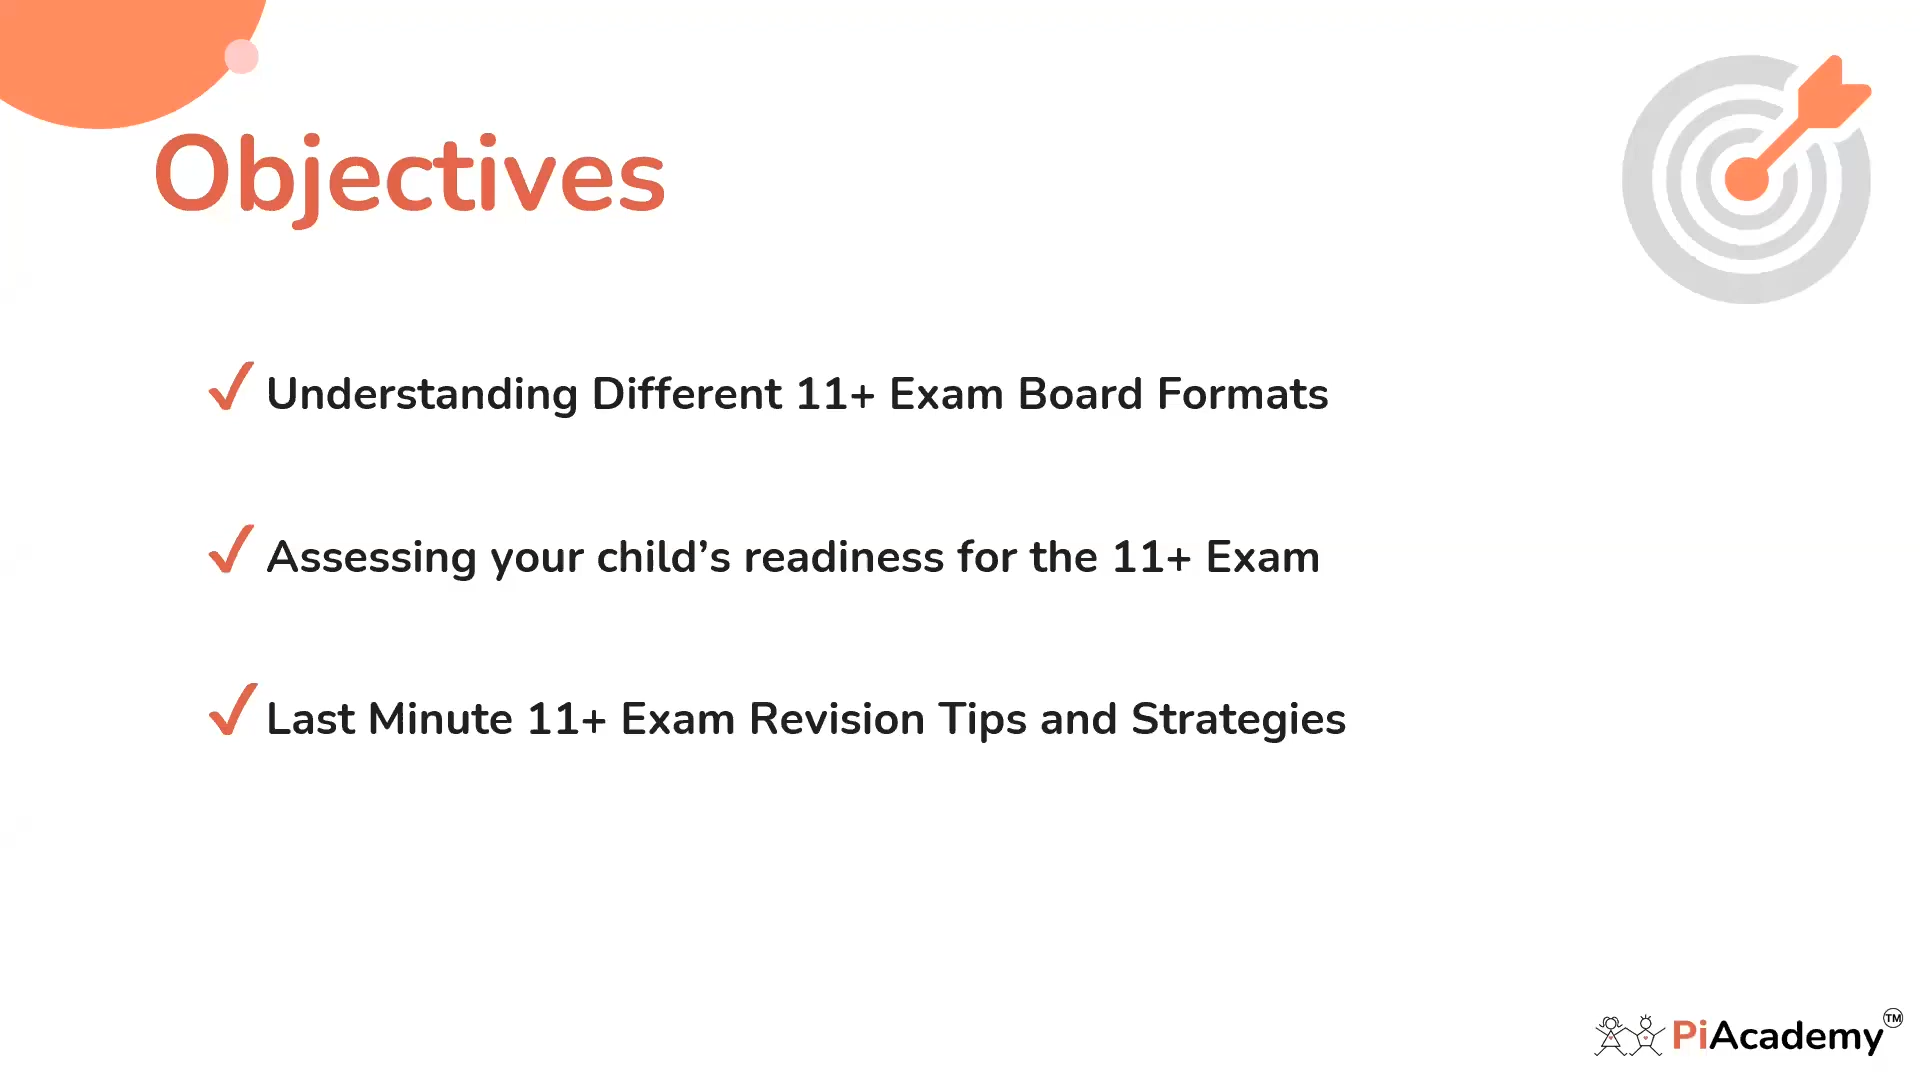 Objectives
✓ Understanding Different 11+ Exam Board Formats
✓ Assessing your child’s readiness for the 11+ Exam
✓ Last Minute 11+ Exam Revision Tips and Strategies
PiAcademy™